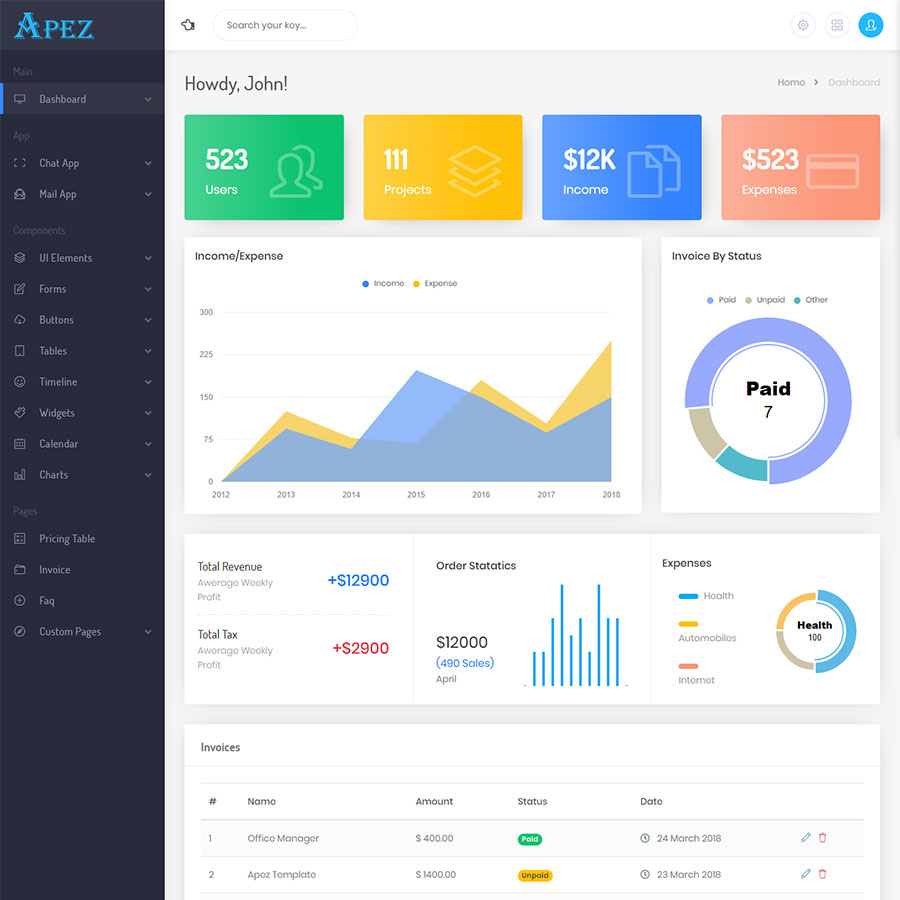 APEZ
Search your key...
Main
Dashboard
App
Chat App
Mail App
Components
UI Elements
Forms
Buttons
Tables
Timeline
Widgets
Calendar
Charts
Pages
Pricing Table
Invoice
Faq
Custom Pages
Howdy, John!
Home > Dashboard
523
Users
111
Projects
$12K
Income
$523
Expenses
Income/Expense
Income Expense
300
225
150
75
0
2012 2013 2014 2015 2016 2017 2018
Invoice By Status
Paid Unpaid Other
Paid
7
Total Revenue
Average Weekly
Profit
+$12900
Total Tax
Average Weekly
Profit
+$2900
Order Statatics
$12000
(490 Sales)
April
Expenses
Health
Automobiles
Internet
Health
100
Invoices
# Name Amount Status Date
1 Office Manager $ 400.00 Paid 24 March 2018
2 Apez Template $ 1400.00 Unpaid 23 March 2018